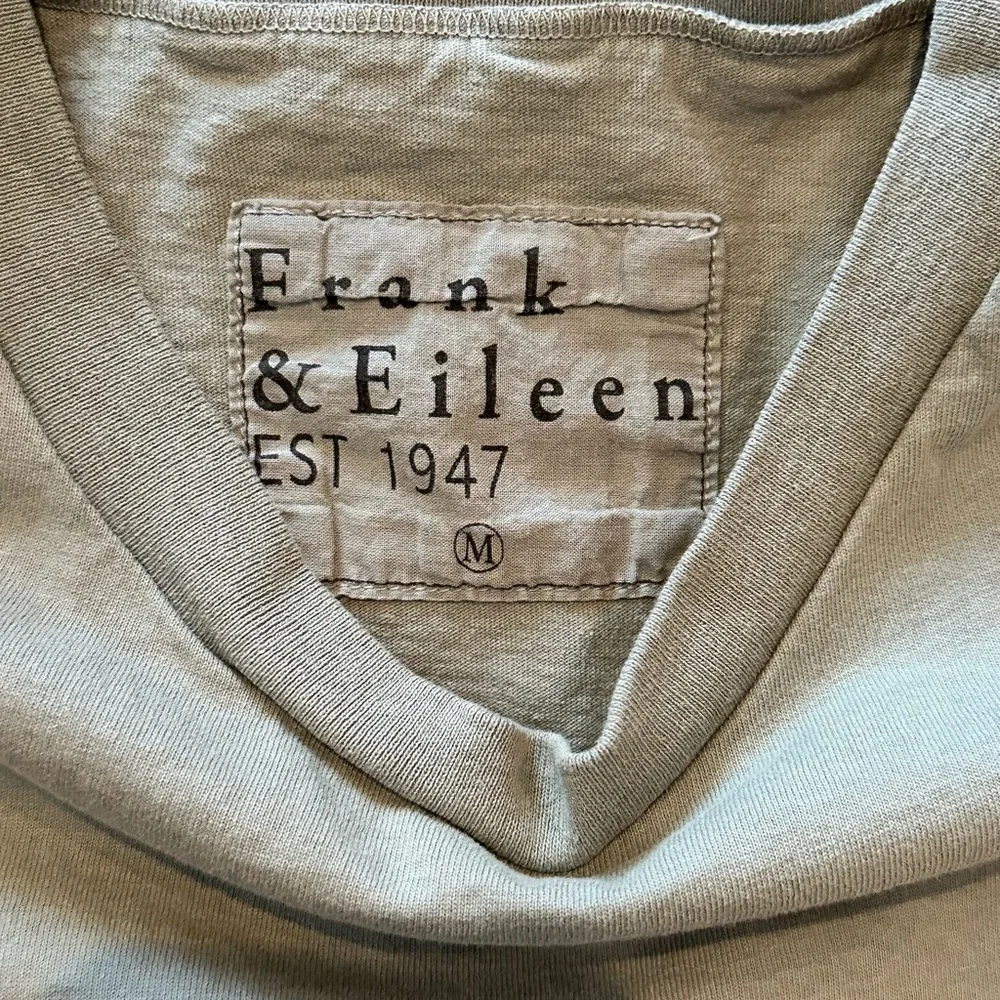 Frank
& Eileen
EST 1947
M